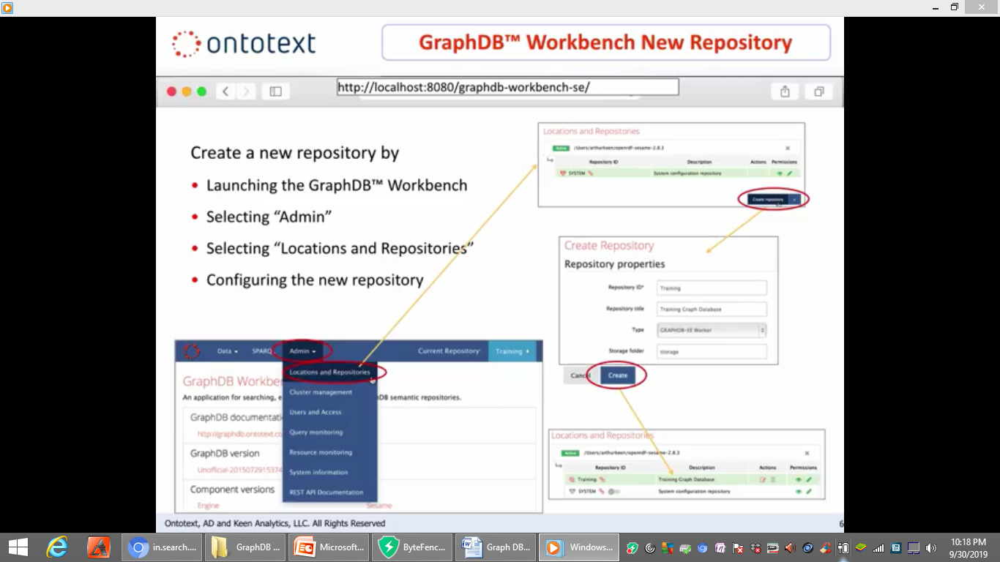 ontotext
GraphDB™ Workbench New Repository
http://localhost:8080/graphdb-workbench-se/
Create a new repository by
• Launching the GraphDB™ Workbench
• Selecting “Admin”
• Selecting “Locations and Repositories”
• Configuring the new repository
Locations and Repositories
Active /Users/arthurkeen/openrdf-sesame-2.8.3
Repository ID Description Actions Permissions
SYSTEM System configuration repository
Create repository
Create Repository
Repository properties
Repository ID* Training
Repository title Training Graph Database
Type GRAPHDB-EE Worker
Storage folder storage
Cancel Create
Data SPARQ Admin Current Repository: Training
Locations and Repositories
Cluster management
Users and Access
Query monitoring
Resource monitoring
System information
REST API Documentation
GraphDB Workbe
An application for searching, e DB semantic repositories.
GraphDB documentati
http://graphdb.ontotext.co
GraphDB version
Unofficial-2015072915374
Component versions
Engine Sesame
Locations and Repositories
Active /Users/arthurkeen/openrdf-sesame-2.8.3
Repository ID Description Actions Permissions
Training Training Graph Database
SYSTEM System configuration repository
Ontotext, AD and Keen Analytics, LLC. All Rights Reserved 6
in.search.... GraphDB ... Microsoft... ByteFenc... Graph DB... Windows...
10:18 PM
9/30/2019